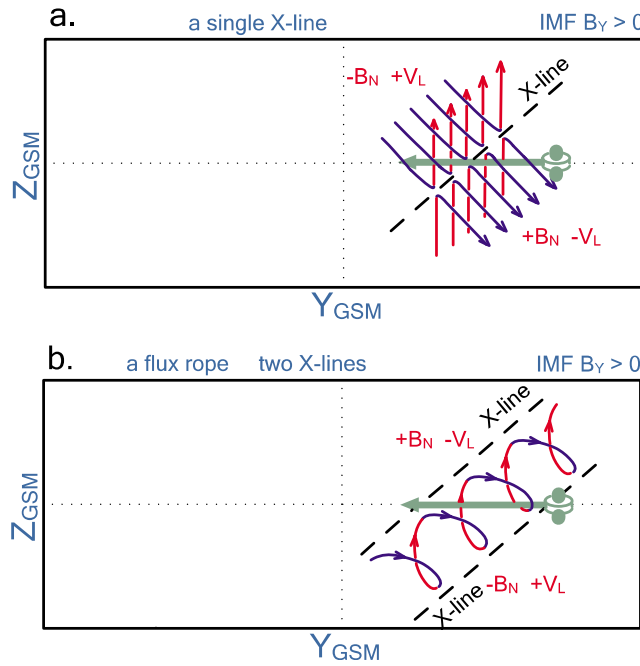 a.
a single X-line
IMF BY > 0
-BN +VL
X-line
ZGSM
+BN -VL
YGSM
b.
a flux rope two X-lines
IMF BY > 0
X-line
+BN -VL
ZGSM
X-line
-BN +VL
YGSM